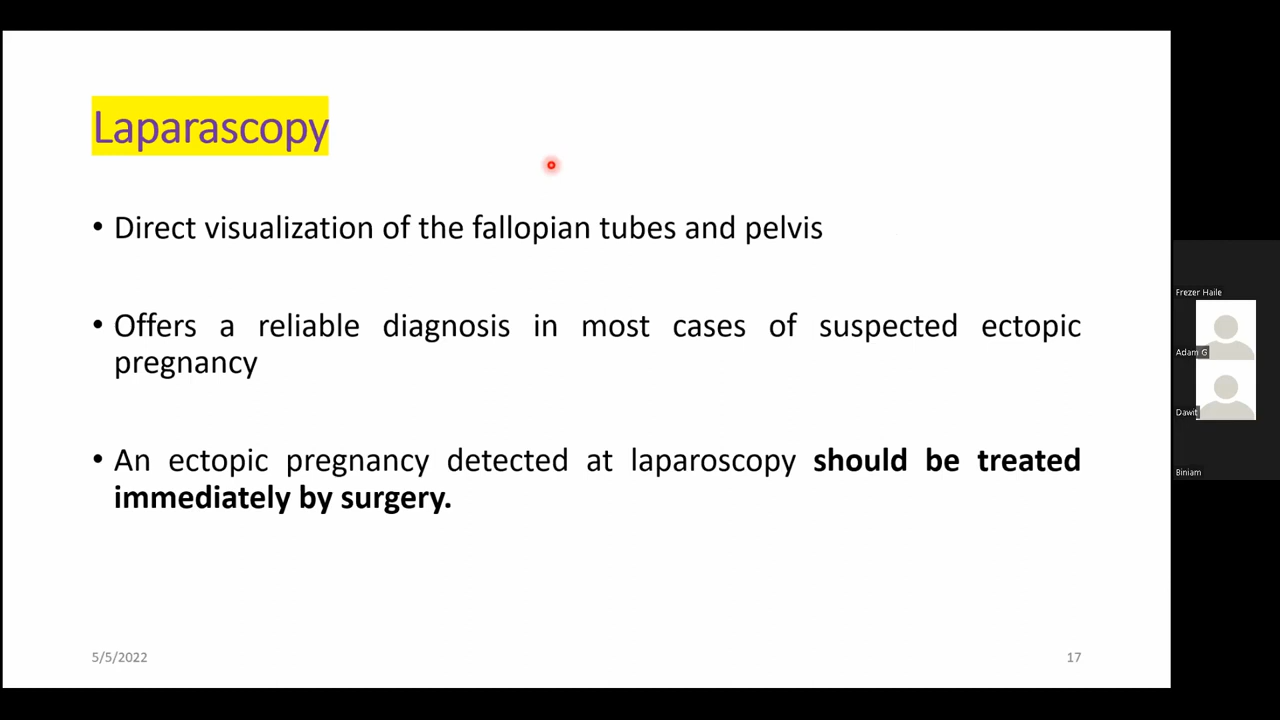 Laparascopy
• Direct visualization of the fallopian tubes and pelvis
• Offers a reliable diagnosis in most cases of suspected ectopic
pregnancy
• An ectopic pregnancy detected at laparoscopy should be treated
immediately by surgery.
5/5/2022
17
Frezer Haile
Adam G
Dawit
Biniam